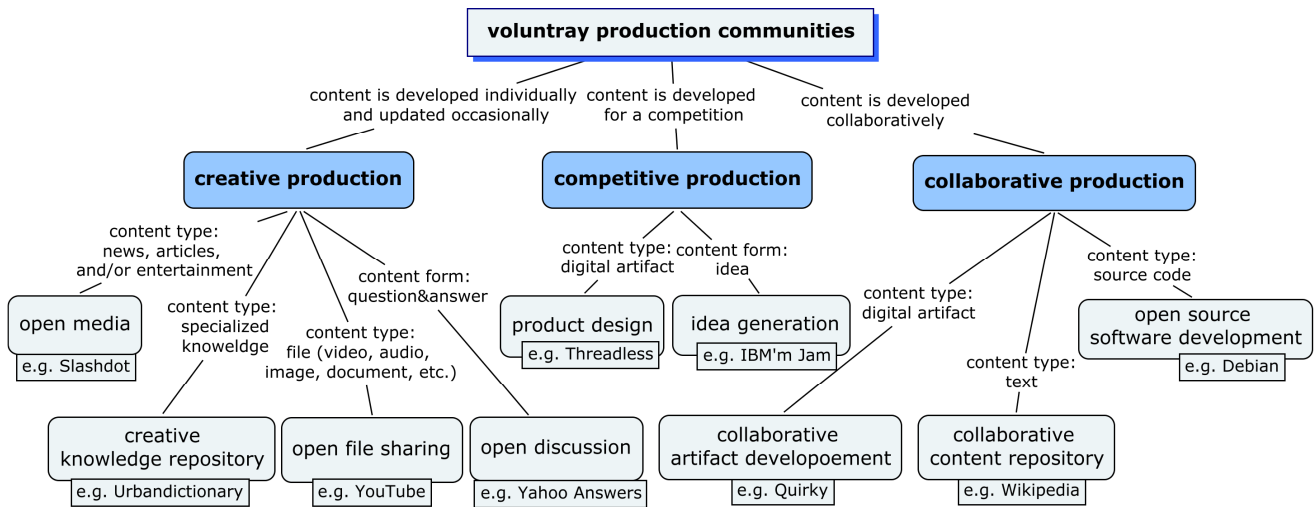 voluntray production communities
content is developed individually
and updated occasionally
content is developed
for a competition
content is developed
collaboratively
creative production
competitive production
collaborative production
content type:
news, articles,
and/or entertainment
content type:
specialized
knoweldge
content type:
file (video, audio,
image, document, etc.)
content form:
question&answer
content type:
digital artifact
content form:
idea
content type:
digital artifact
content type:
text
content type:
source code
open media
e.g. Slashdot
product design
e.g. Threadless
idea generation
e.g. IBM'm Jam
open source
software development
e.g. Debian
creative
knowledge repository
e.g. Urbandictionary
open file sharing
e.g. YouTube
open discussion
e.g. Yahoo Answers
collaborative
artifact developoement
e.g. Quirky
collaborative
content repository
e.g. Wikipedia